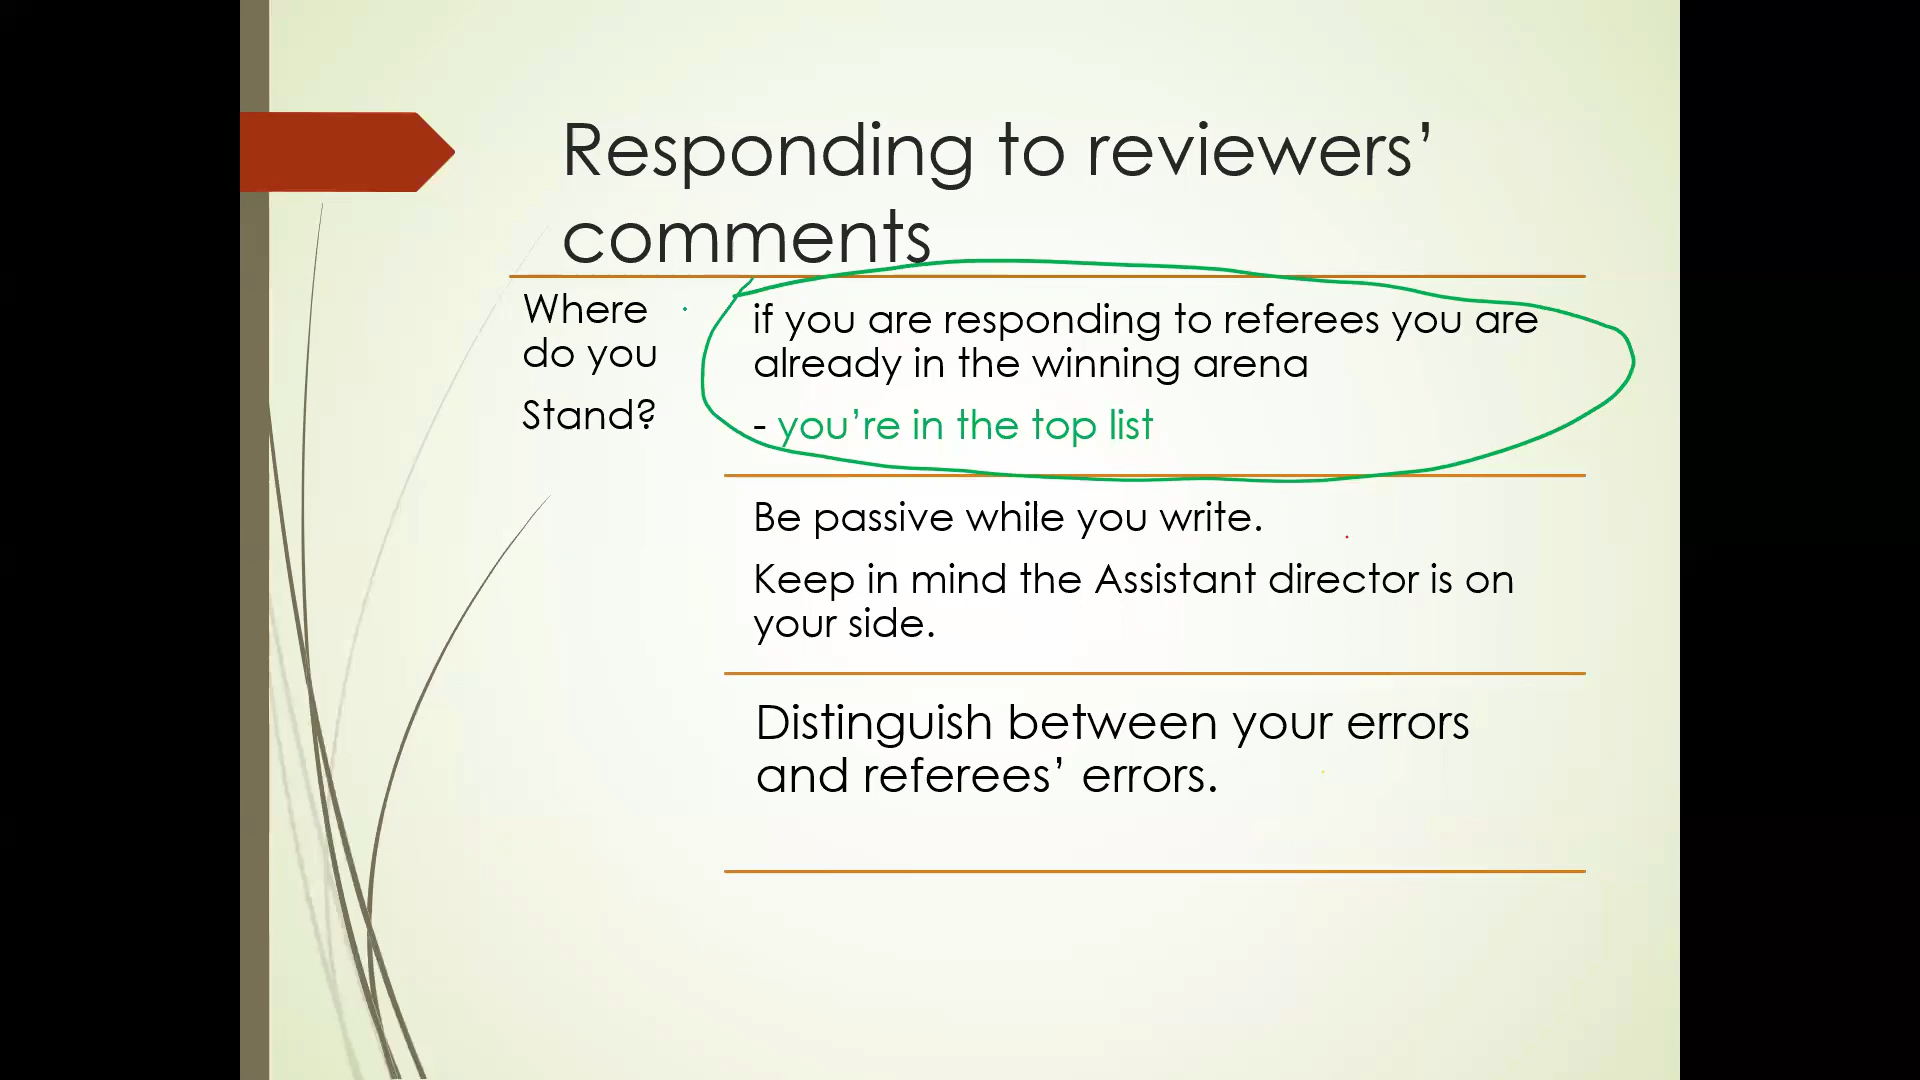 Responding to reviewers’
comments
Where
do you
Stand?
if you are responding to referees you are
already in the winning arena
- you’re in the top list
Be passive while you write.
Keep in mind the Assistant director is on
your side.
Distinguish between your errors
and referees’ errors.